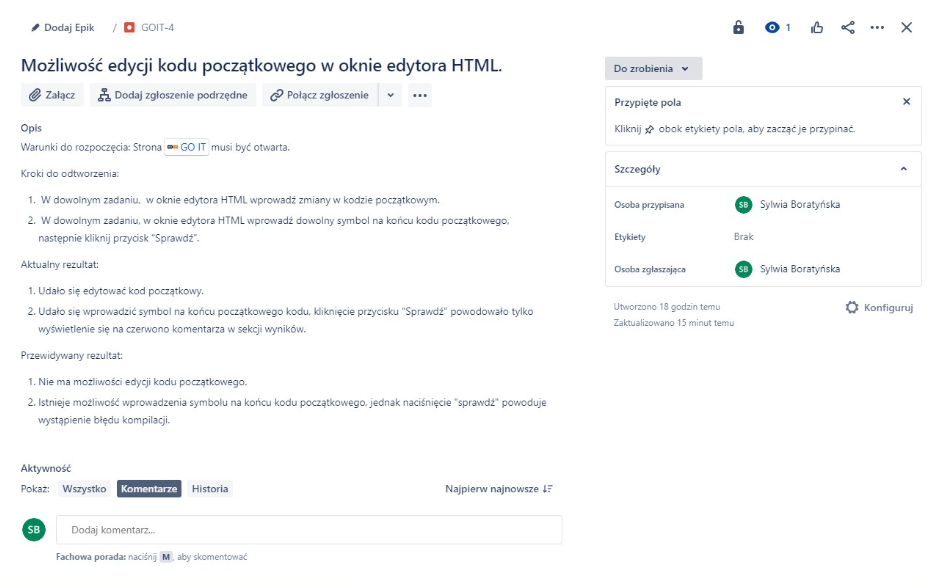 Dodaj Epik / GOIT-4
1
Możliwość edycji kodu początkowego w oknie edytora HTML.
Załącz Dodaj zgłoszenie podrzędne Połącz zgłoszenie
Opis
Warunki do rozpoczęcia: Strona GO IT musi być otwarta.
Kroki do odtworzenia:
1. W dowolnym zadaniu, w oknie edytora HTML wprowadź zmiany w kodzie początkowym.
2. W dowolnym zadaniu, w oknie edytora HTML wprowadź dowolny symbol na końcu kodu początkowego,
następnie kliknij przycisk "Sprawdź".
Aktualny rezultat:
1. Udało się edytować kod początkowy.
2. Udało się wprowadzić symbol na końcu początkowego kodu, kliknięcie przycisku "Sprawdź" powodowało tylko
wyświetlenie się na czerwono komentarza w sekcji wyników.
Przewidywany rezultat:
1. Nie ma możliwości edycji kodu początkowego.
2. Istnieje możliwość wprowadzenia symbolu na końcu kodu początkowego, jednak naciśnięcie "sprawdź" powoduje
wystąpienie błędu kompilacji.
Aktywność
Pokaż: Wszystko Komentarze Historia Najpierw najnowsze
SB Dodaj komentarz...
Fachowa porada: naciśnij M, aby skomentować
Do zrobienia
Przypięte pola
Kliknij obok etykiety pola, aby zacząć je przypinać.
Szczegóły
Osoba przypisana SB Sylwia Boratyńska
Etykiety Brak
Osoba zgłaszająca SB Sylwia Boratyńska
Utworzono 18 godzin temu Konfiguruj
Zaktualizowano 15 minut temu